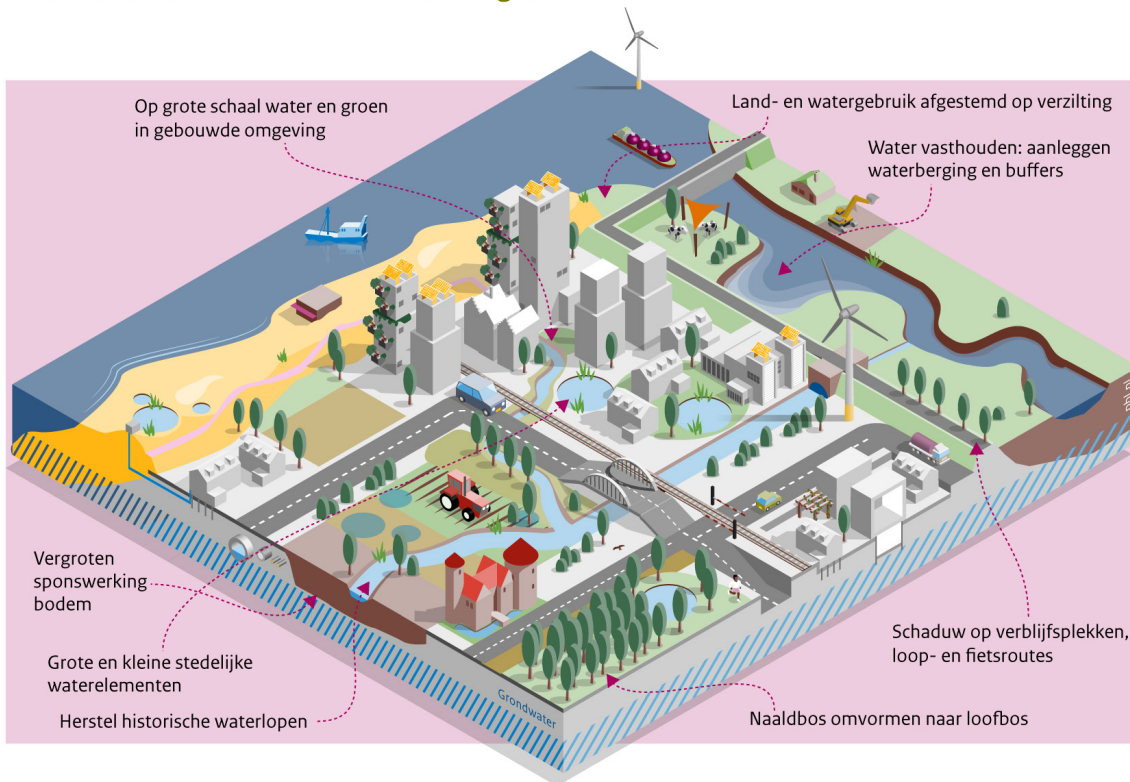 Op grote schaal water en groen
in gebouwde omgeving
Land- en watergebruik afgestemd op verzilting
Water vasthouden: aanleggen
waterberging en buffers
Vergroten
sponswerking
bodem
Grote en kleine stedelijke
waterelementen
Herstel historische waterlopen
Schaduw op verblijfsplekken,
loop- en fietsroutes
Naaldbos omvormen naar loofbos
Grondwater